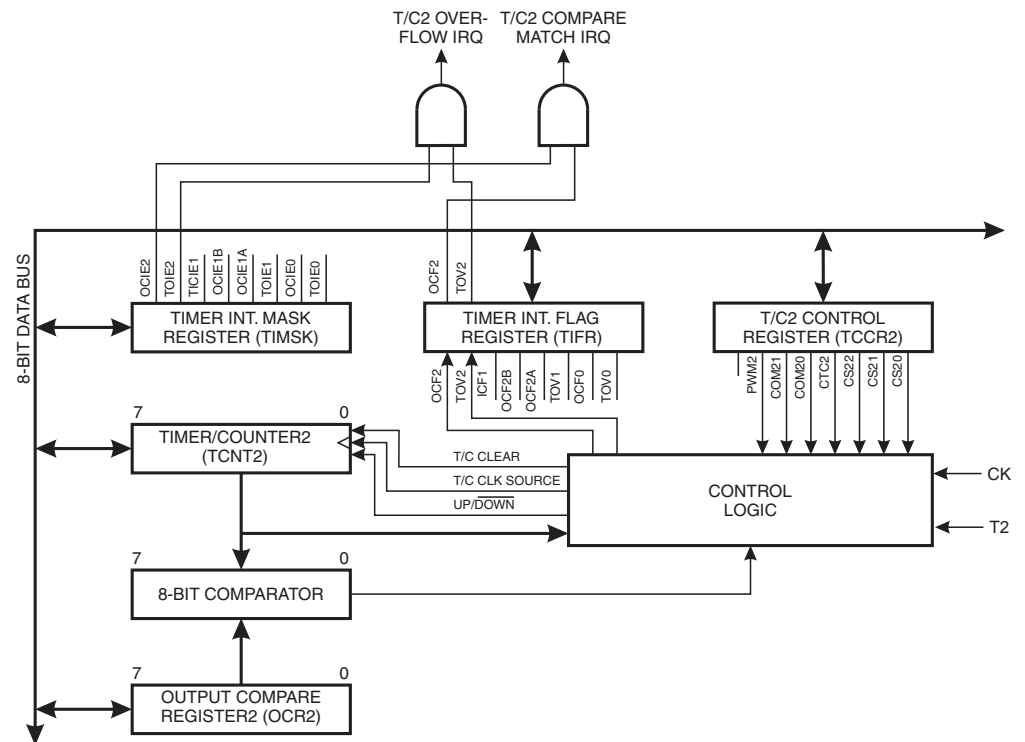 T/C2 OVER-
FLOW IRQ
T/C2 COMPARE
MATCH IRQ
8-BIT DATA BUS
OCIE2
TOIE2
TICIE1
OCIE1B
OCIE1A
TOIE1
OCIE0
TOIE0
OCF2
TOV2
TIMER INT. MASK
REGISTER (TIMSK)
TIMER INT. FLAG
REGISTER (TIFR)
T/C2 CONTROL
REGISTER (TCCR2)
OCF2
TOV2
ICF1
OCF2B
OCF2A
TOV1
OCF0
TOV0
PWM2
COM21
COM20
CTC2
CS22
CS21
CS20
7 0
TIMER/COUNTER2
(TCNT2)
T/C CLEAR
T/C CLK SOURCE
UP/DOWN
CONTROL
LOGIC
CK
T2
7 0
8-BIT COMPARATOR
7 0
OUTPUT COMPARE
REGISTER2 (OCR2)